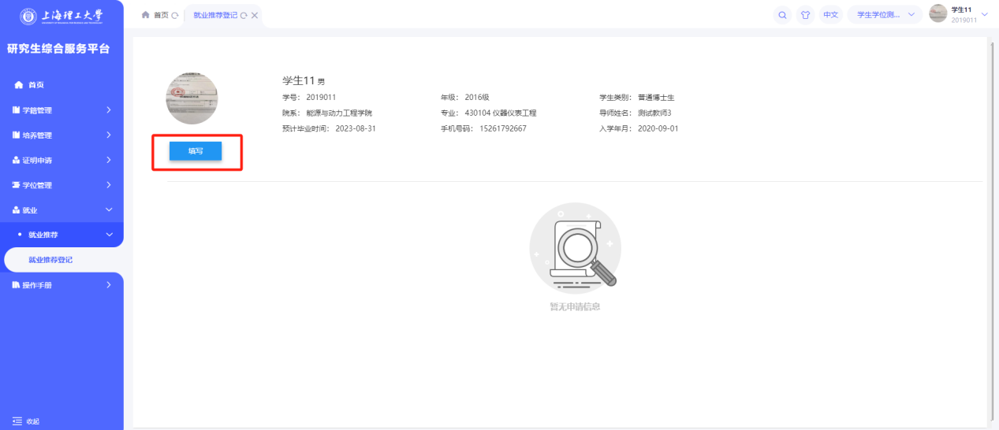 上海理工大学
研究生综合服务平台
首页
学籍管理
培养管理
证明申请
学位管理
就业
就业推荐
就业推荐登记
操作手册
收起
首页
就业推荐登记
中文
学生学位测...
学生11
2019011
学生11 男
学号： 2019011
年级： 2016级
学生类别： 普通博士生
院系： 能源与动力工程学院
专业： 430104 仪器仪表工程
导师姓名： 测试教师3
预计毕业时间： 2023-08-31
手机号码： 15261792667
入学年月： 2020-09-01
填写
暂无申请信息